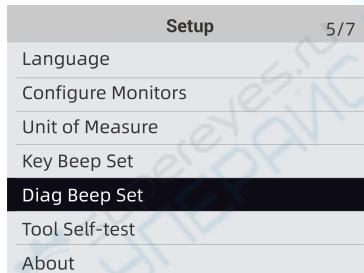 Setup 5/7
Language
Configure Monitors
Unit of Measure
Key Beep Set
Diag Beep Set
Tool Self-test
About